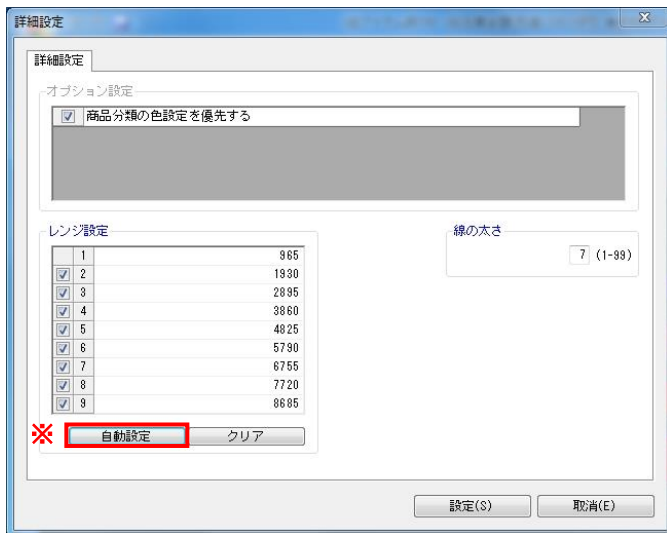 詳細設定
詳細設定
オプション設定
商品分類の色設定を優先する
レンジ設定
1 965
2 1930
3 2895
4 3860
5 4825
6 5790
7 6755
8 7720
9 8685
線の太さ
7 (1-99)
※ 自動設定 クリア
設定(S) 取消(E)